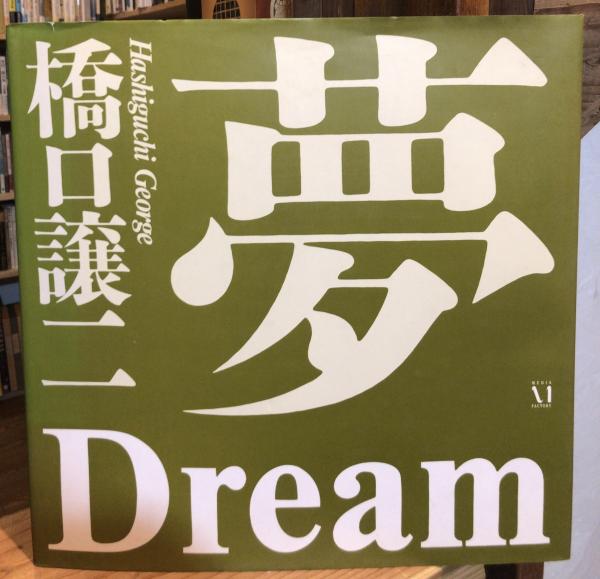 橋口譲二
Hashiguchi George
夢
Dream
MEDIA
FACTORY